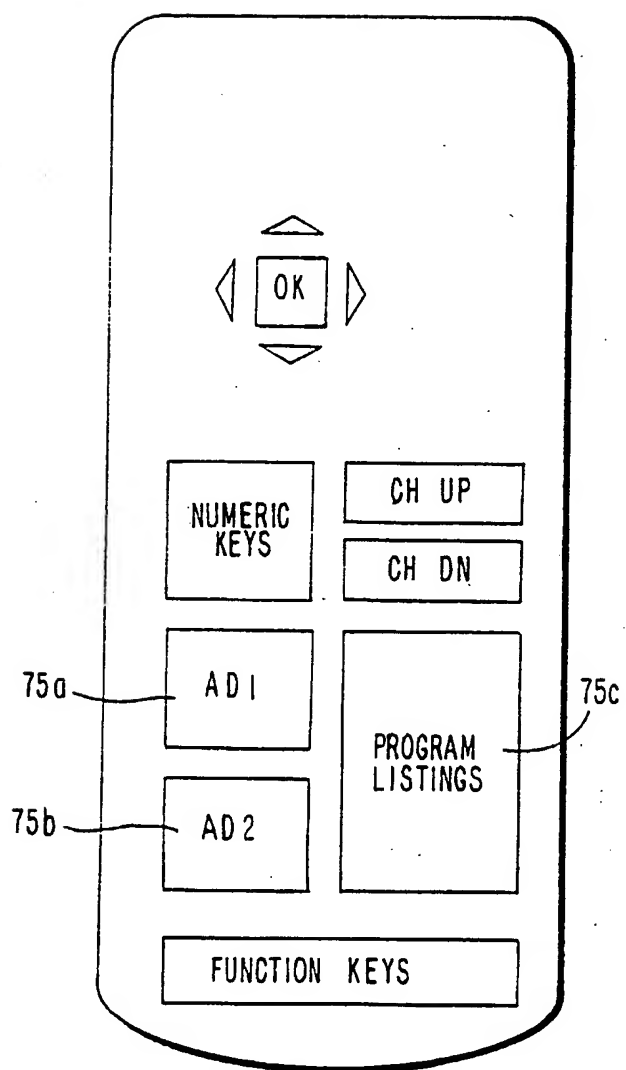 OK
NUMERIC
KEYS
CH UP
CH DN
75a
AD1
75c
PROGRAM
LISTINGS
75b
AD2
FUNCTION KEYS